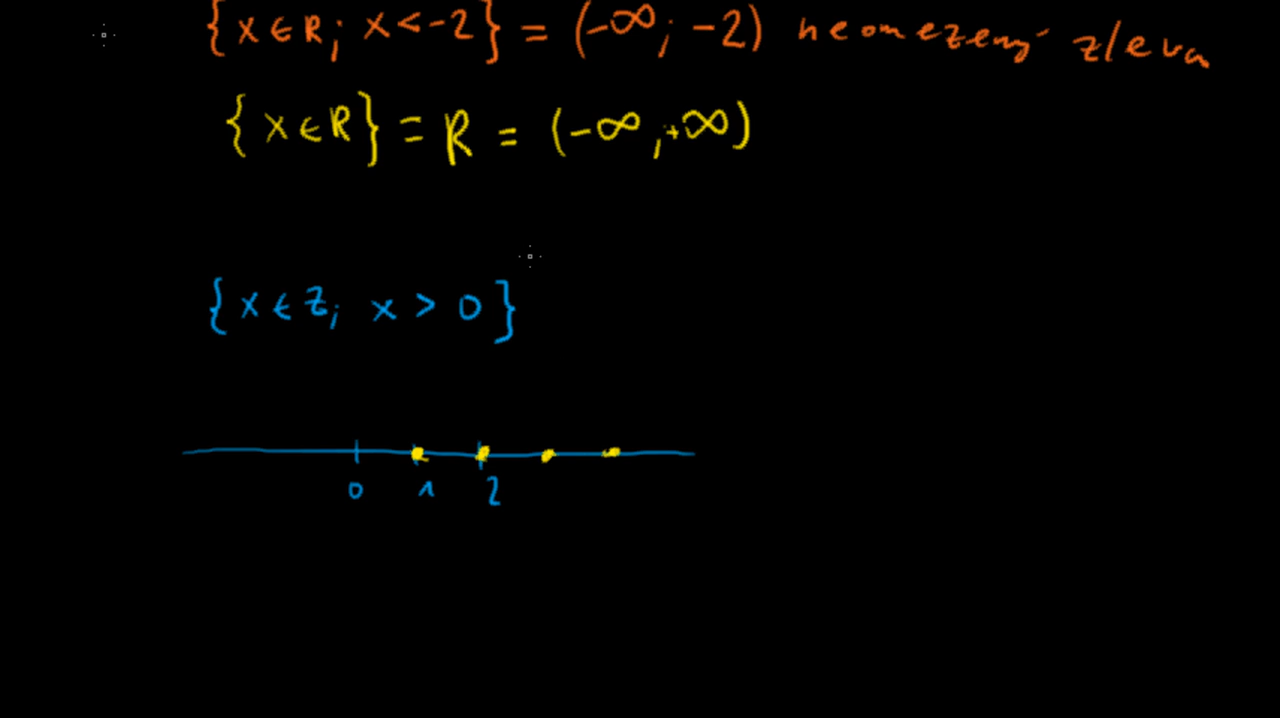 {x∈R; x<-2} = (-∞; -2) neomezený zleva
{x∈R} = R = (-∞,+∞)
{x∈Z; x > 0}
0 1 2